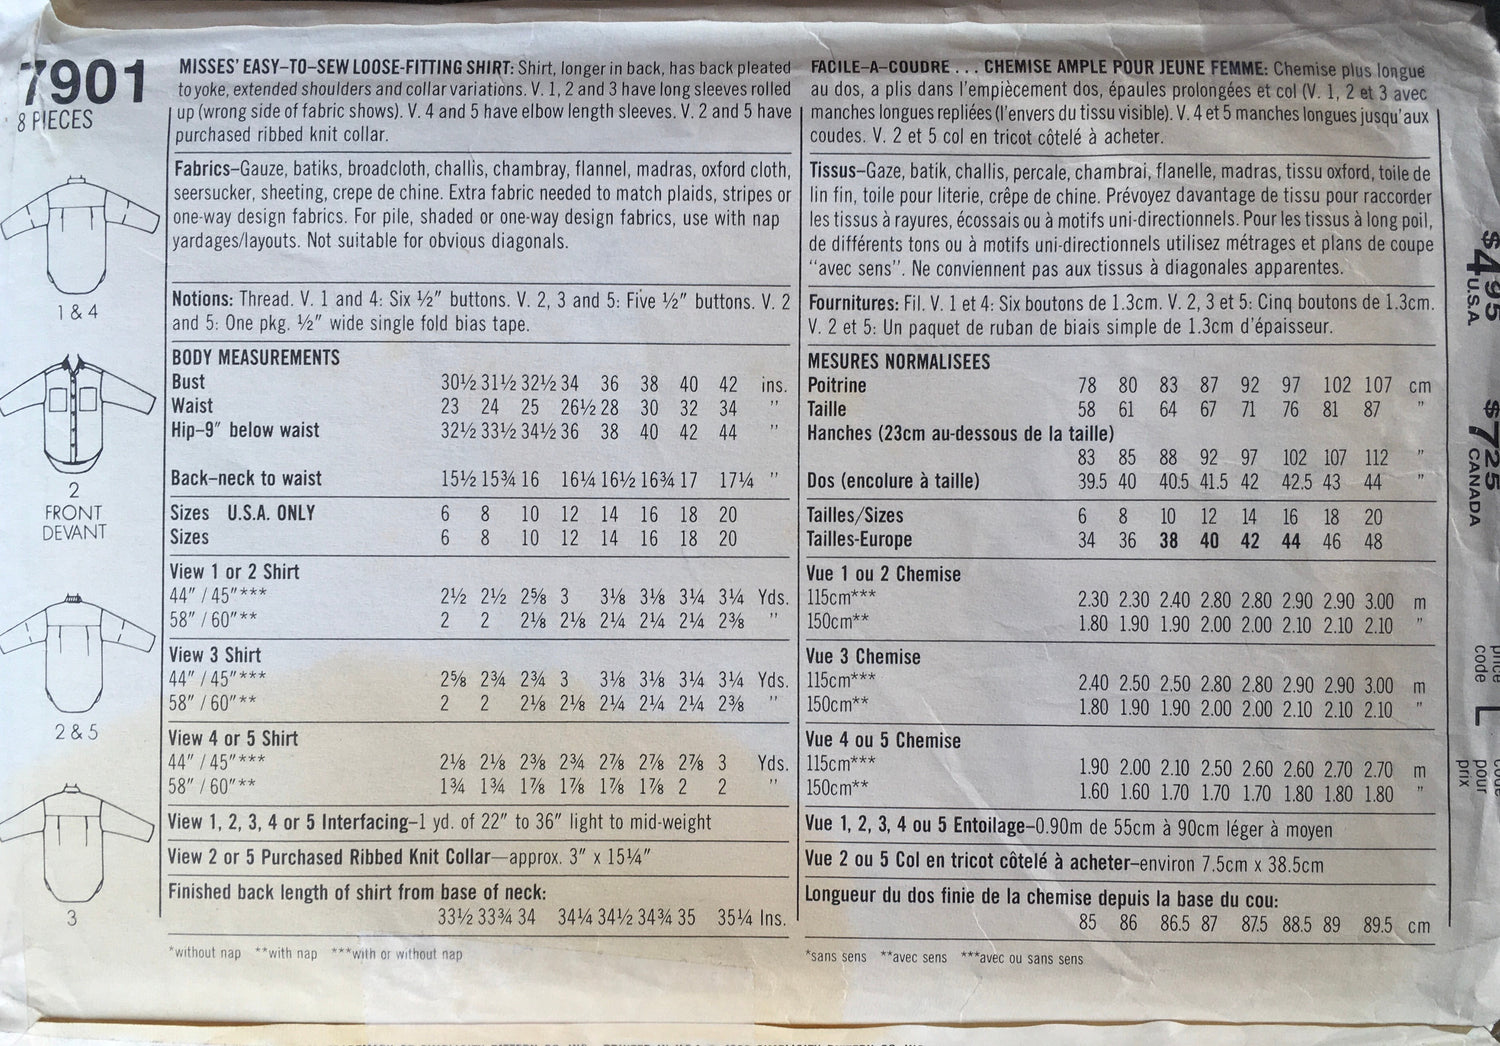 7901
8 PIECES
1 & 4
2
FRONT
DEVANT
2 & 5
3
MISSES' EASY-TO-SEW LOOSE-FITTING SHIRT: Shirt, longer in back, has back pleated
to yoke, extended shoulders and collar variations. V. 1, 2 and 3 have long sleeves rolled
up (wrong side of fabric shows). V. 4 and 5 have elbow length sleeves. V. 2 and 5 have
purchased ribbed knit collar.
Fabrics–Gauze, batiks, broadcloth, challis, chambray, flannel, madras, oxford cloth,
seersucker, sheeting, crepe de chine. Extra fabric needed to match plaids, stripes or
one-way design fabrics. For pile, shaded or one-way design fabrics, use with nap
yardages/layouts. Not suitable for obvious diagonals.
Notions: Thread. V. 1 and 4: Six ½" buttons. V. 2, 3 and 5: Five ½" buttons. V. 2
and 5: One pkg. ½" wide single fold bias tape.
BODY MEASUREMENTS
Bust 30½ 31½ 32½ 34 36 38 40 42 ins.
Waist 23 24 25 26½ 28 30 32 34 "
Hip–9" below waist 32½ 33½ 34½ 36 38 40 42 44 "
Back–neck to waist 15½ 15¾ 16 16¼ 16½ 16¾ 17 17¼ "
Sizes U.S.A. ONLY 6 8 10 12 14 16 18 20
Sizes 6 8 10 12 14 16 18 20
View 1 or 2 Shirt
44" / 45"*** 2½ 2½ 2⅝ 3 3⅛ 3⅛ 3¼ 3¼ Yds.
58" / 60"** 2 2 2⅛ 2⅛ 2¼ 2¼ 2¼ 2⅜ "
View 3 Shirt
44" / 45"*** 2⅝ 2¾ 2¾ 3 3⅛ 3⅛ 3¼ 3¼ Yds.
58" / 60"** 2 2 2⅛ 2⅛ 2¼ 2¼ 2¼ 2⅜ "
View 4 or 5 Shirt
44" / 45"*** 2⅛ 2⅛ 2⅜ 2¾ 2⅞ 2⅞ 2⅞ 3 Yds.
58" / 60"** 1¾ 1¾ 1⅞ 1⅞ 1⅞ 1⅞ 2 2 "
View 1, 2, 3, 4 or 5 Interfacing–1 yd. of 22" to 36" light to mid-weight
View 2 or 5 Purchased Ribbed Knit Collar—approx. 3" x 15¼"
Finished back length of shirt from base of neck:
33½ 33¾ 34 34¼ 34½ 34¾ 35 35¼ Ins.
*without nap **with nap ***with or without nap
FACILE-A-COUDRE . . . CHEMISE AMPLE POUR JEUNE FEMME: Chemise plus longue
au dos, a plis dans l'empiècement dos, épaules prolongées et col (V. 1, 2 et 3 avec
manches longues repliées (l'envers du tissu visible). V. 4 et 5 manches longues jusqu'aux
coudes. V. 2 et 5 col en tricot côtelé à acheter.
Tissus–Gaze, batik, challis, percale, chambrai, flanelle, madras, tissu oxford, toile de
lin fin, toile pour literie, crêpe de chine. Prévoyez davantage de tissu pour raccorder
les tissus à rayures, écossais ou à motifs uni-directionnels. Pour les tissus à long poil,
de différents tons ou à motifs uni-directionnels utilisez métrages et plans de coupe
"avec sens". Ne conviennent pas aux tissus à diagonales apparentes.
Fournitures: Fil. V. 1 et 4: Six boutons de 1.3cm. V. 2, 3 et 5: Cinq boutons de 1.3cm.
V. 2 et 5: Un paquet de ruban de biais simple de 1.3cm d'épaisseur.
MESURES NORMALISEES
Poitrine 78 80 83 87 92 97 102 107 cm
Taille 58 61 64 67 71 76 81 87 "
Hanches (23cm au-dessous de la taille)
83 85 88 92 97 102 107 112 "
Dos (encolure à taille) 39.5 40 40.5 41.5 42 42.5 43 44 "
Tailles/Sizes 6 8 10 12 14 16 18 20
Tailles-Europe 34 36 38 40 42 44 46 48
Vue 1 ou 2 Chemise
115cm*** 2.30 2.30 2.40 2.80 2.80 2.90 2.90 3.00 m
150cm** 1.80 1.90 1.90 2.00 2.00 2.10 2.10 2.10 "
Vue 3 Chemise
115cm*** 2.40 2.50 2.50 2.80 2.80 2.90 2.90 3.00 m
150cm** 1.80 1.90 1.90 2.00 2.00 2.10 2.10 2.10 "
Vue 4 ou 5 Chemise
115cm*** 1.90 2.00 2.10 2.50 2.60 2.60 2.70 2.70 m
150cm** 1.60 1.60 1.70 1.70 1.70 1.80 1.80 1.80 "
Vue 1, 2, 3, 4 ou 5 Entoilage–0.90m de 55cm à 90cm léger à moyen
Vue 2 ou 5 Col en tricot côtelé à acheter–environ 7.5cm x 38.5cm
Longueur du dos finie de la chemise depuis la base du cou:
85 86 86.5 87 87.5 88.5 89 89.5 cm
*sans sens **avec sens ***avec ou sans sens
$4.95 U.S.A.
$7.25 CANADA
price
code
L
code
pour
prix